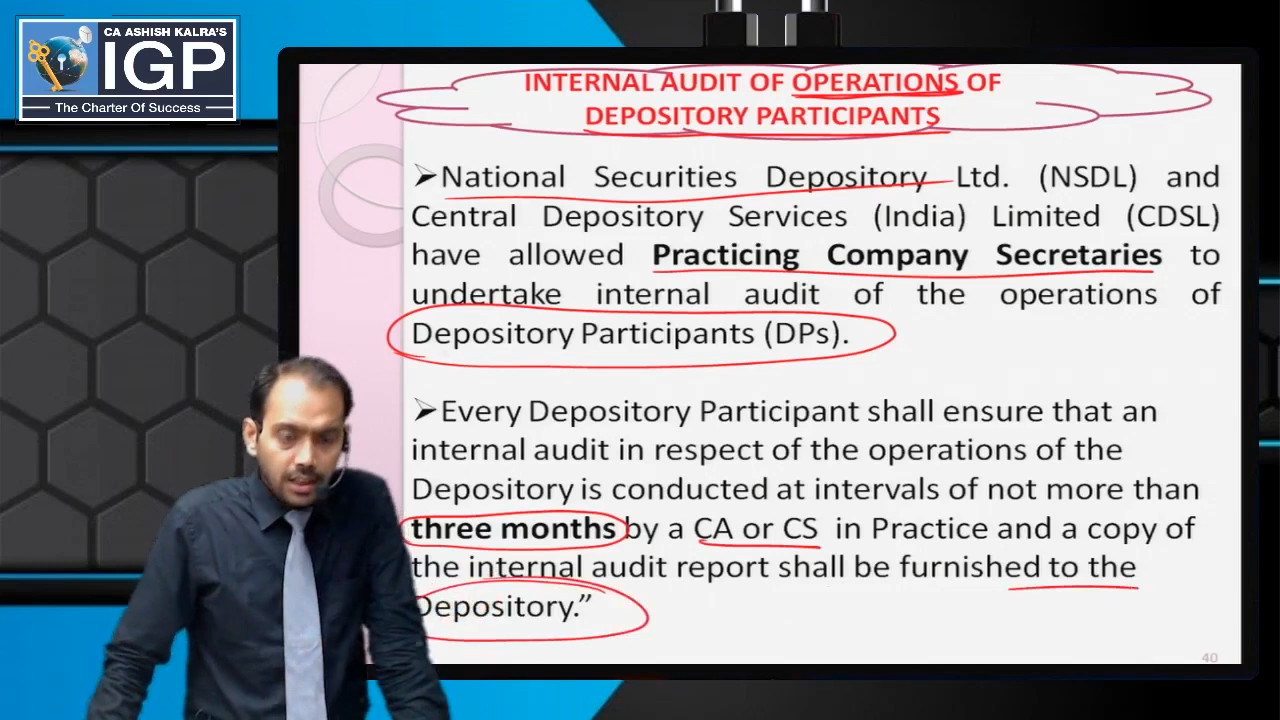 CA ASHISH KALRA'S
IGP
The Charter Of Success
INTERNAL AUDIT OF OPERATIONS OF
DEPOSITORY PARTICIPANTS
➤National Securities Depository Ltd. (NSDL) and
Central Depository Services (India) Limited (CDSL)
have allowed Practicing Company Secretaries to
undertake internal audit of the operations of
Depository Participants (DPs).
➤Every Depository Participant shall ensure that an
internal audit in respect of the operations of the
Depository is conducted at intervals of not more than
three months by a CA or CS in Practice and a copy of
the internal audit report shall be furnished to the
Depository.”
40